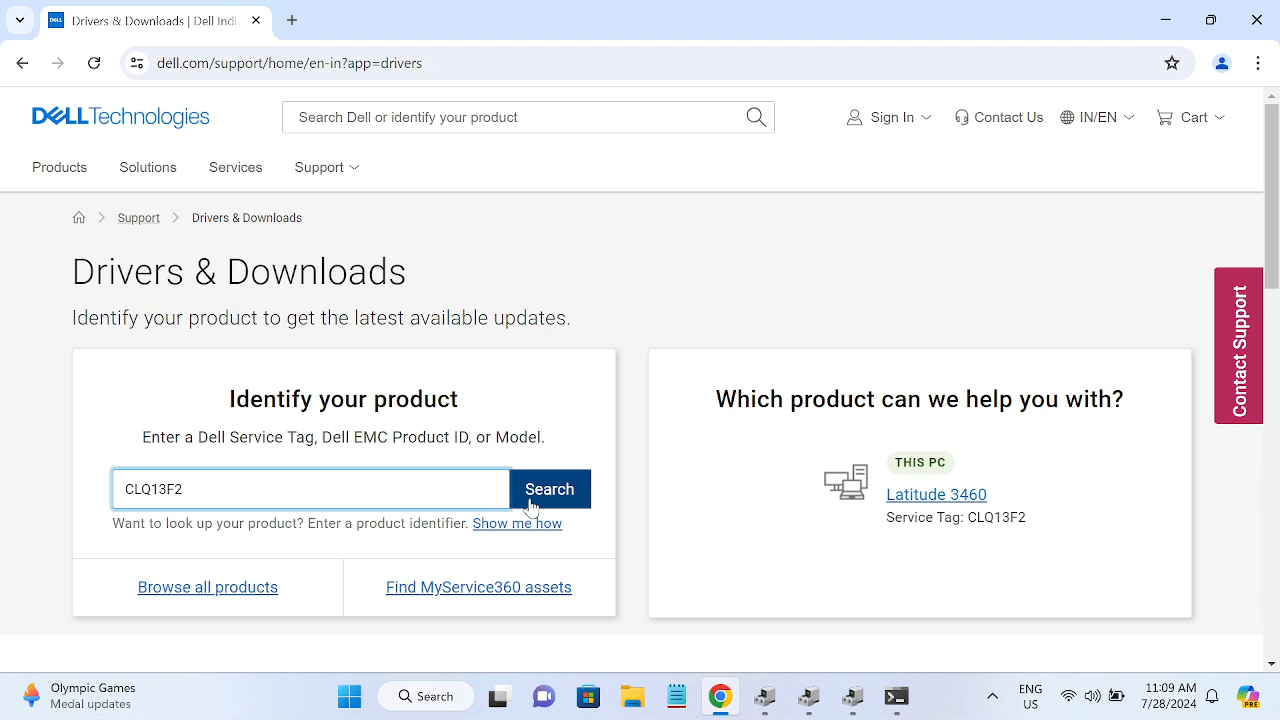 Drivers & Downloads | Dell Indi
dell.com/support/home/en-in?app=drivers
DELLTechnologies
Search Dell or identify your product
Sign In
Contact Us
IN/EN
Cart
Products
Solutions
Services
Support
Support
Drivers & Downloads
Drivers & Downloads
Identify your product to get the latest available updates.
Contact Support
Identify your product
Enter a Dell Service Tag, Dell EMC Product ID, or Model.
CLQ13F2
Search
Want to look up your product? Enter a product identifier. Show me how
Browse all products
Find MyService360 assets
Which product can we help you with?
THIS PC
Latitude 3460
Service Tag: CLQ13F2
Olympic Games
Medal updates
Search
ENG
US
11:09 AM
7/28/2024
PRE